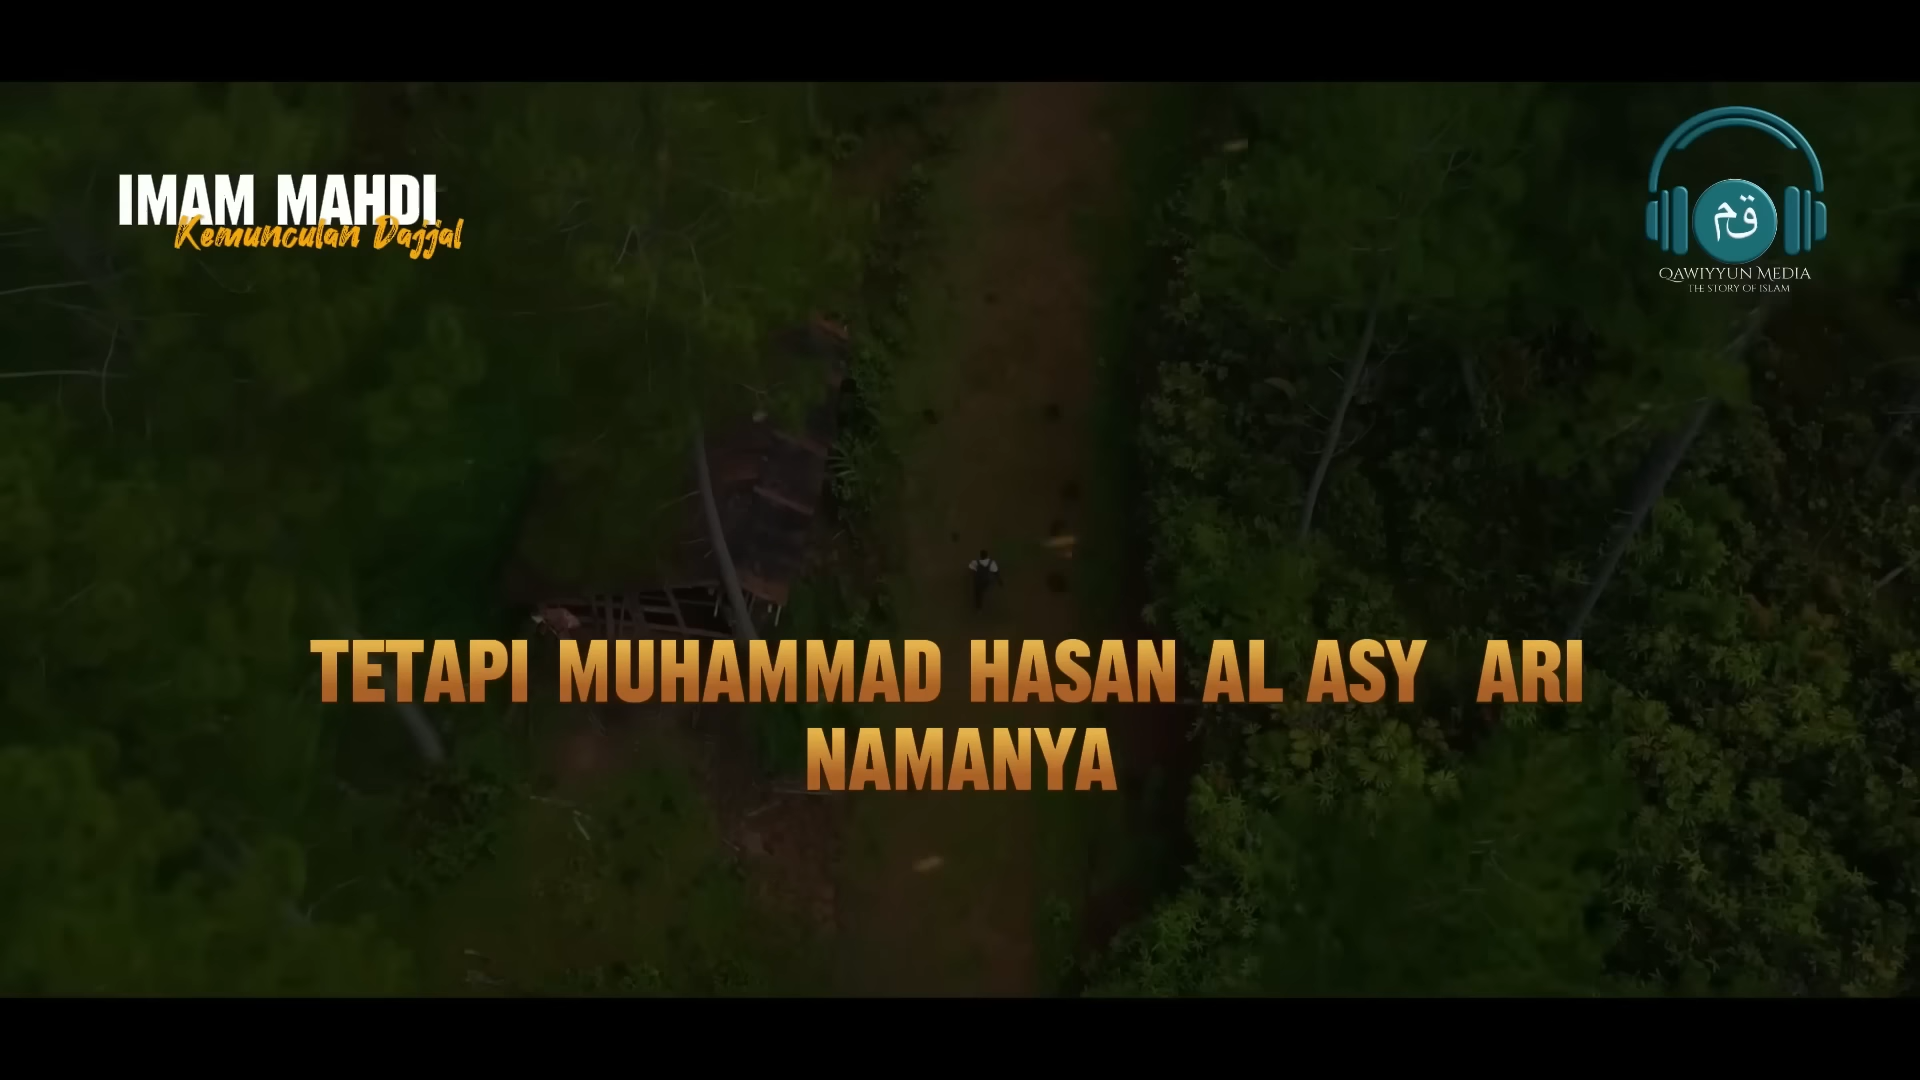 IMAM MAHDI
Kemunculan Dajjal
قم
QAWIYYUN MEDIA
THE STORY OF ISLAM
TETAPI MUHAMMAD HASAN AL ASY ARI
NAMANYA